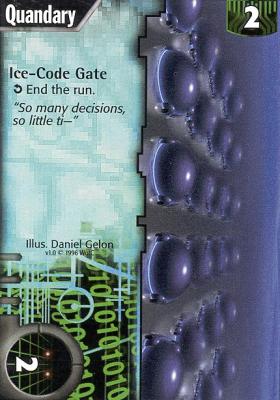 Quandary
2
Ice-Code Gate
End the run.
"So many decisions,
so little ti—"
Illus. Daniel Gelon
v1.0 © 1996 WotC
2